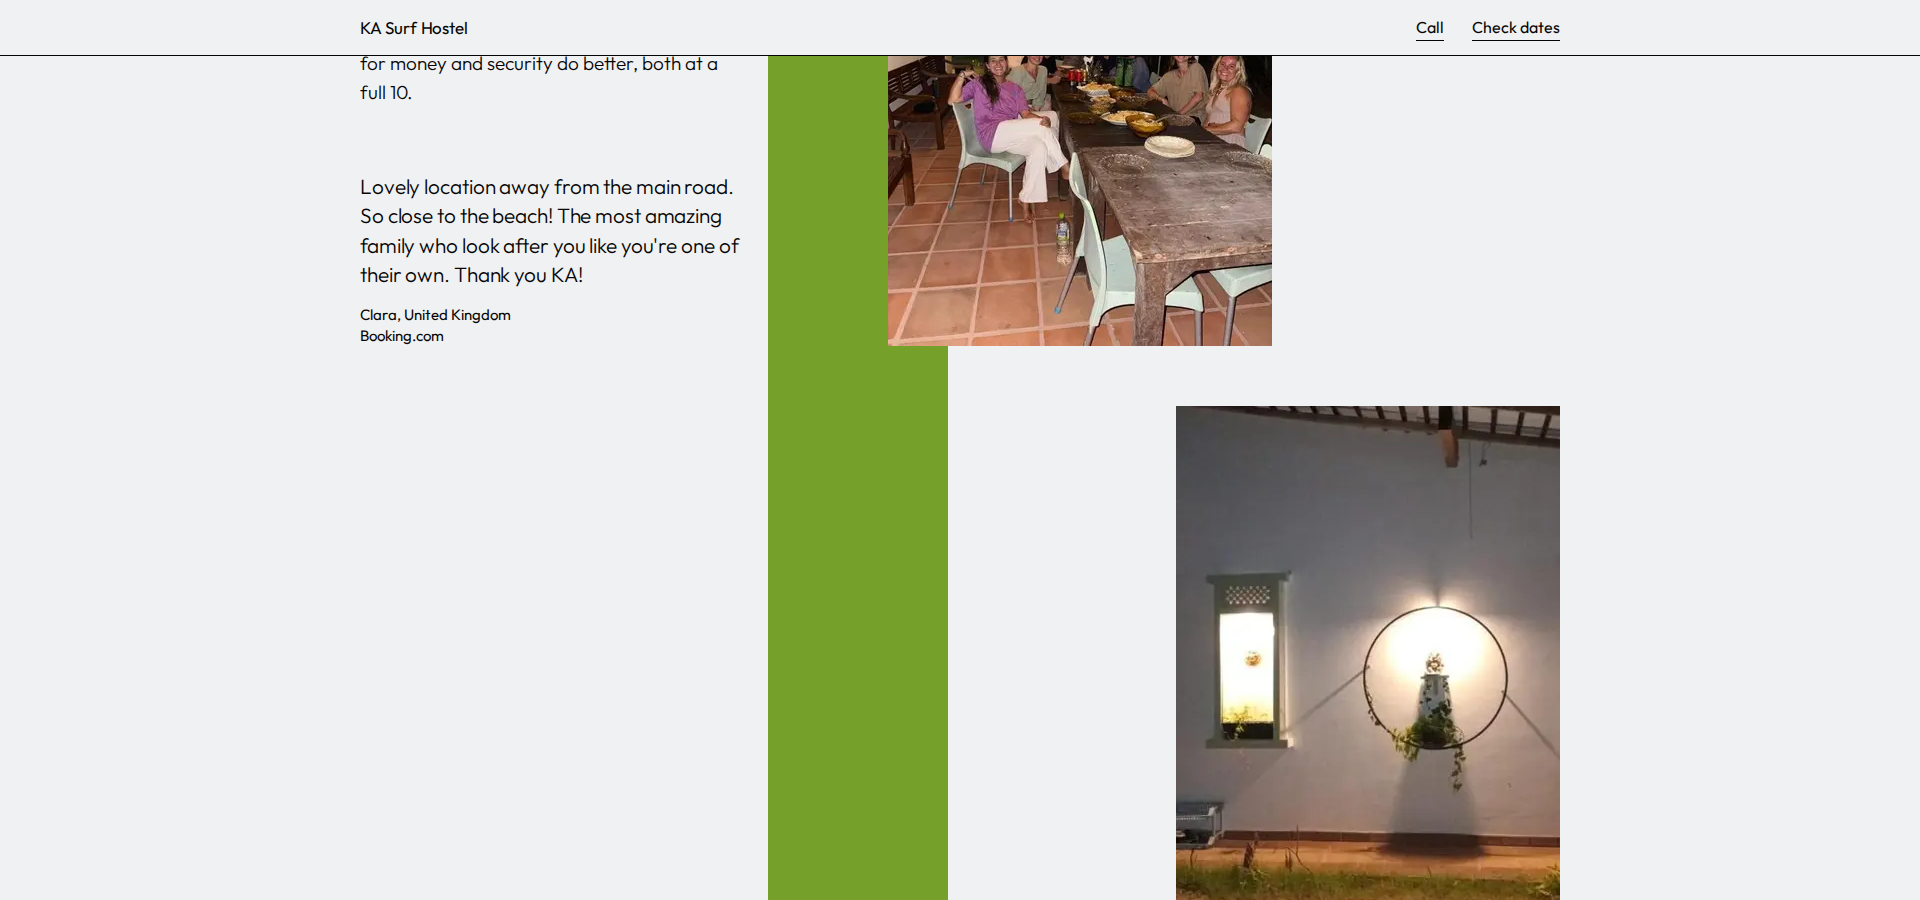 KA Surf Hostel
Call
Check dates
for money and security do better, both at a
full 10.
Lovely location away from the main road.
So close to the beach! The most amazing
family who look after you like you're one of
their own. Thank you KA!
Clara, United Kingdom
Booking.com